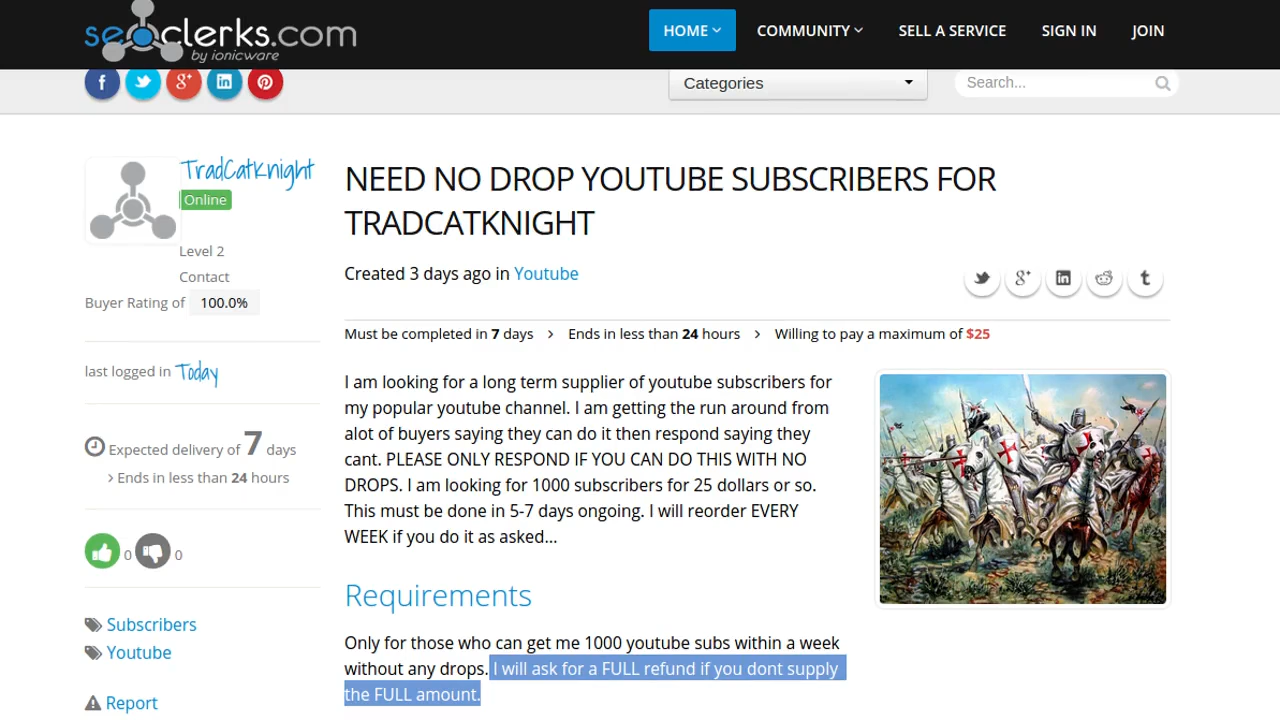 seoclerks.com
by ionicware
HOME
COMMUNITY
SELL A SERVICE
SIGN IN
JOIN
Categories
Search...
TradCatKnight
Online
Level 2
Contact
Buyer Rating of 100.0%
last logged in Today
Expected delivery of 7 days
Ends in less than 24 hours
0
0
Subscribers
Youtube
Report
NEED NO DROP YOUTUBE SUBSCRIBERS FOR
TRADCATKNIGHT
Created 3 days ago in Youtube
Must be completed in 7 days › Ends in less than 24 hours › Willing to pay a maximum of $25
I am looking for a long term supplier of youtube subscribers for
my popular youtube channel. I am getting the run around from
alot of buyers saying they can do it then respond saying they
cant. PLEASE ONLY RESPOND IF YOU CAN DO THIS WITH NO
DROPS. I am looking for 1000 subscribers for 25 dollars or so.
This must be done in 5-7 days ongoing. I will reorder EVERY
WEEK if you do it as asked...
Requirements
Only for those who can get me 1000 youtube subs within a week
without any drops. I will ask for a FULL refund if you dont supply
the FULL amount.